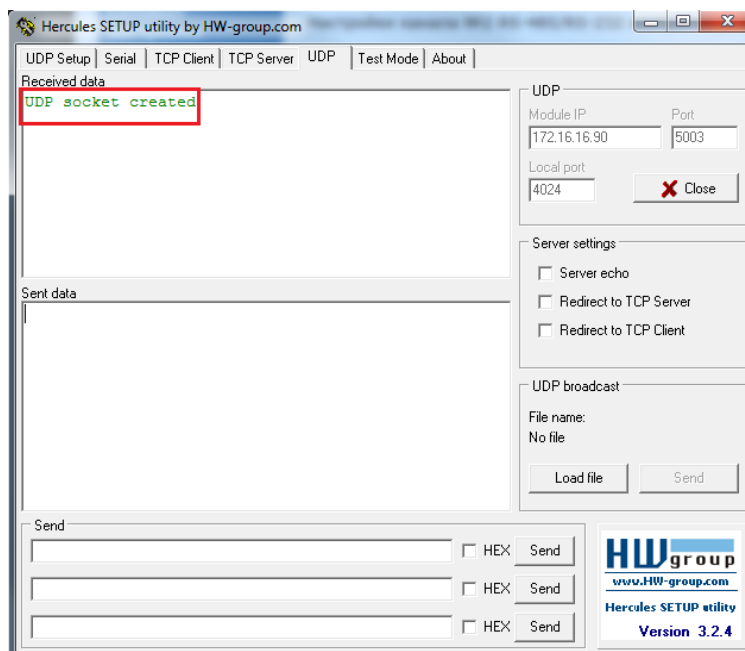 Hercules SETUP utility by HW-group.com
UDP Setup Serial TCP Client TCP Server UDP Test Mode About
Received data
UDP socket created
UDP
Module IP Port
172.16.16.90 5003
Local port
4024 Close
Server settings
Server echo
Redirect to TCP Server
Redirect to TCP Client
Sent data
UDP broadcast
File name:
No file
Load file Send
Send
HEX Send
HEX Send
HEX Send
HW group
www.HW-group.com
Hercules SETUP utility
Version 3.2.4